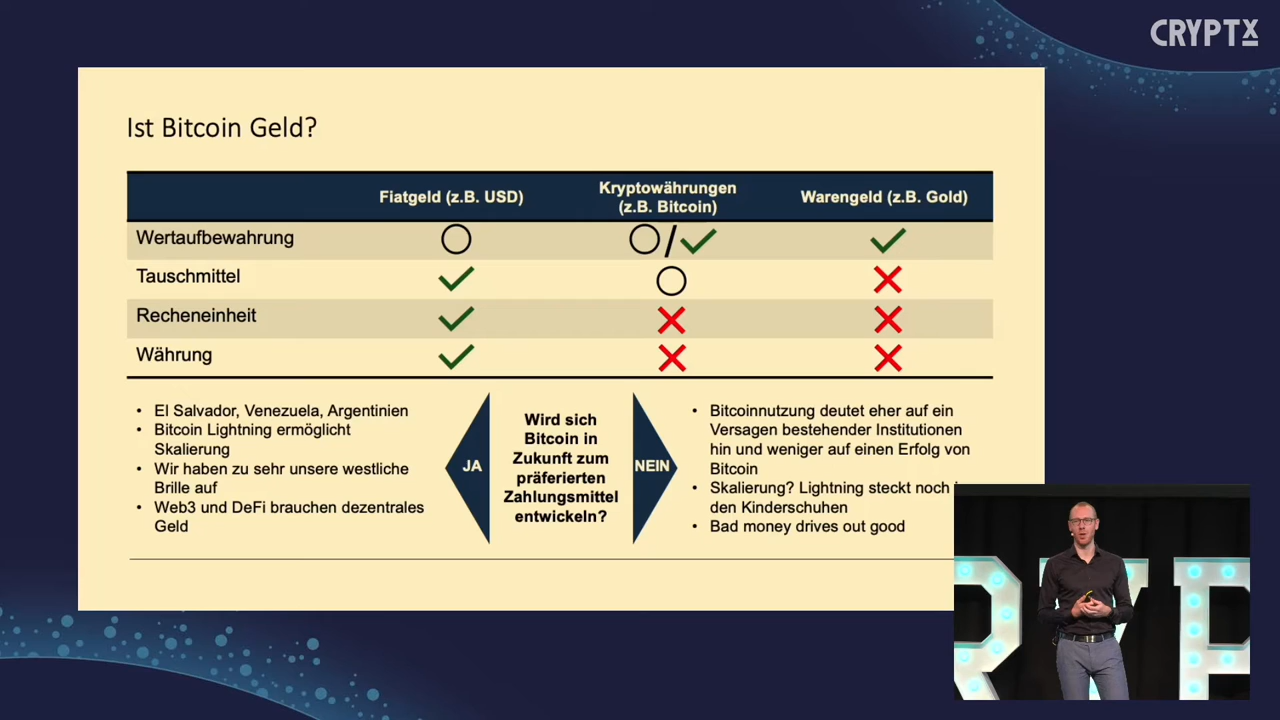 CRYPTX
Ist Bitcoin Geld?
Fiatgeld (z.B. USD)
Kryptowährungen
(z.B. Bitcoin)
Warengeld (z.B. Gold)
Wertaufbewahrung
/
Tauschmittel
Recheneinheit
Währung
• El Salvador, Venezuela, Argentinien
• Bitcoin Lightning ermöglicht
Skalierung
• Wir haben zu sehr unsere westliche
Brille auf
• Web3 und DeFi brauchen dezentrales
Geld
JA
Wird sich
Bitcoin in
Zukunft zum
präferierten
Zahlungsmittel
entwickeln?
NEIN
• Bitcoinnutzung deutet eher auf ein
Versagen bestehender Institutionen
hin und weniger auf einen Erfolg von
Bitcoin
• Skalierung? Lightning steckt noch
den Kinderschuhen
• Bad money drives out good
RYP